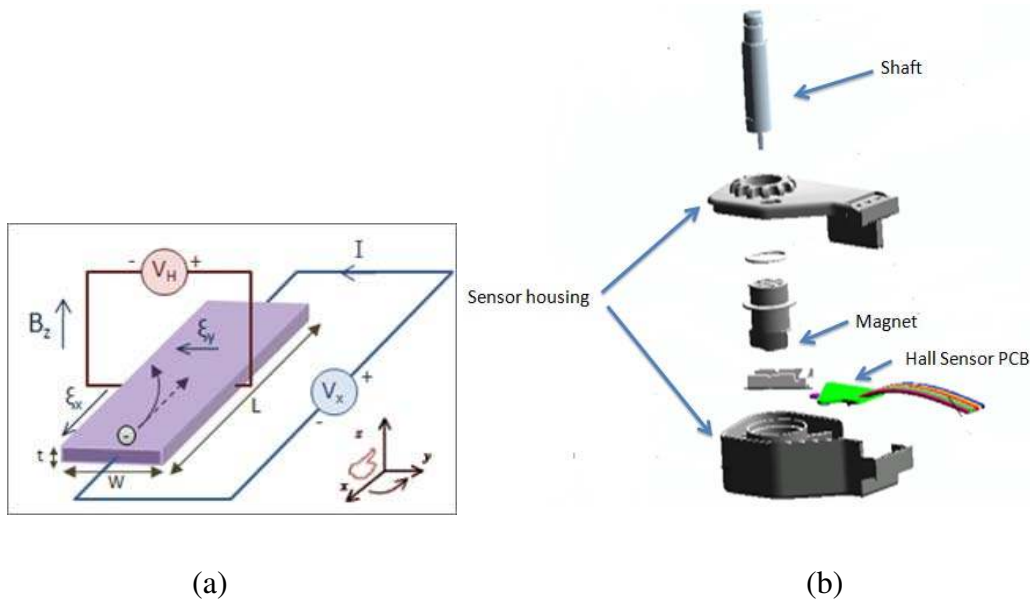 Shaft
I
- V_H +
B_z
ξ_y
Sensor housing
Magnet
Hall Sensor PCB
ξ_x
L
V_x
+
-
z
-
y
t
W
x
(a) (b)